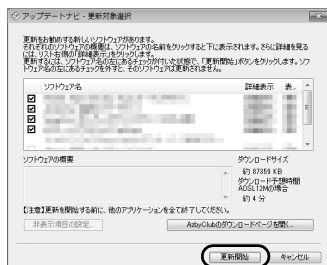 アップデートナビ - 更新対象選択
更新をお勧めする新しいソフトウェアがあります。
それぞれのソフトウェアの概要は、ソフトウェアの名前をクリックすると下に表示されます。さらに詳細を見る
には、リスト右側の「詳細表示」をクリックします。
更新するには、ソフトウェア名の左にあるチェックが付いた状態で、「更新開始」ボタンをクリックします。ソフ
トウェア名の左にあるチェックを外すと、そのソフトウェアは更新されません。
ソフトウェア名 詳細表示 表..
ソフトウェアの概要
ダウンロードサイズ
約 87359 KB
ダウンロード予想時間
ADSL12Mの場合
約 4 分
【注意】更新を開始する前に、他のアプリケーションを全て終了してください。
非表示項目の設定...
AzbyClubのダウンロードページを開く...
更新開始
キャンセル